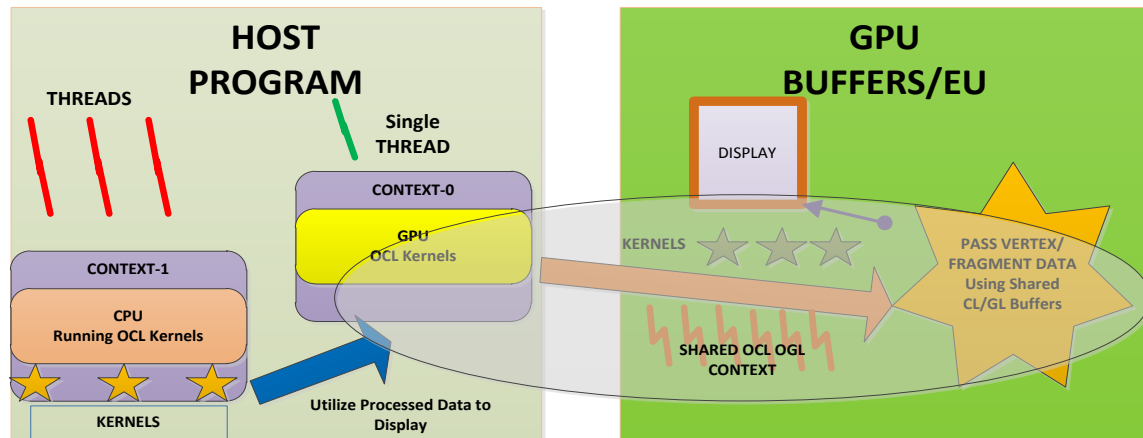 HOST
PROGRAM
THREADS
Single
THREAD
CONTEXT-0
GPU
OCL Kernels
CONTEXT-1
CPU
Running OCL Kernels
KERNELS
Utilize Processed Data to
Display
GPU
BUFFERS/EU
DISPLAY
KERNELS
PASS VERTEX/
FRAGMENT DATA
Using Shared
CL/GL Buffers
SHARED OCL OGL
CONTEXT